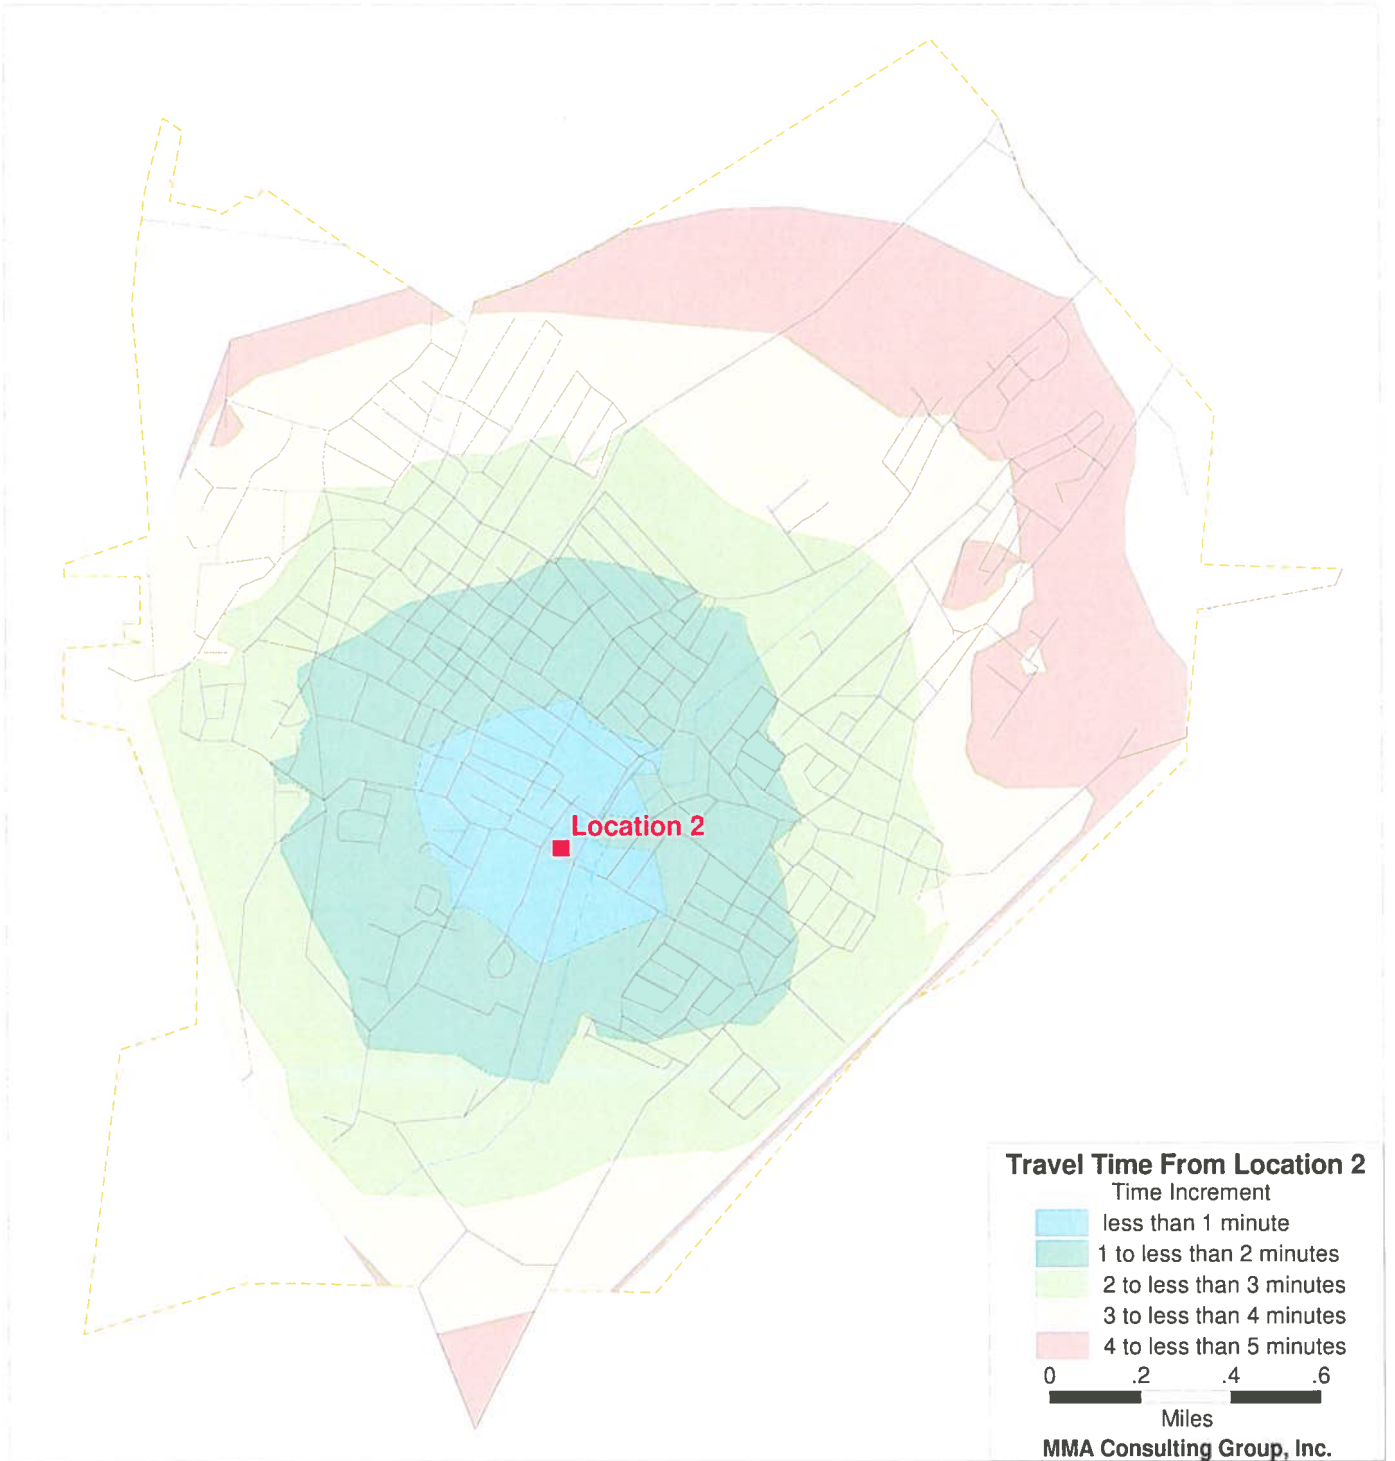 Location 2
Travel Time From Location 2
Time Increment
less than 1 minute
1 to less than 2 minutes
2 to less than 3 minutes
3 to less than 4 minutes
4 to less than 5 minutes
0 .2 .4 .6
Miles
MMA Consulting Group, Inc.